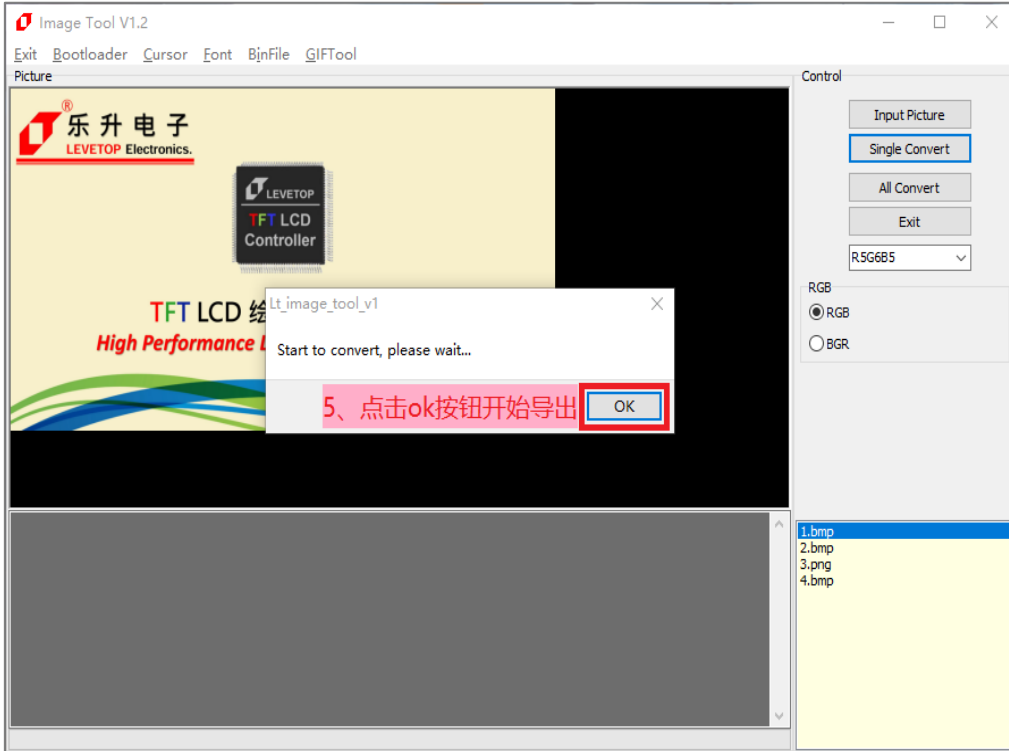 Image Tool V1.2
Exit Bootloader Cursor Font BinFile GIFTool
Picture
Control
®
乐升电子
LEVETOP Electronics.
LEVETOP
TFT LCD
Controller
TFT LCD 绘
High Performance L
Lt_image_tool_v1
Start to convert, please wait...
5、点击ok按钮开始导出
OK
Input Picture
Single Convert
All Convert
Exit
R5G6B5
RGB
RGB
BGR
1.bmp
2.bmp
3.png
4.bmp